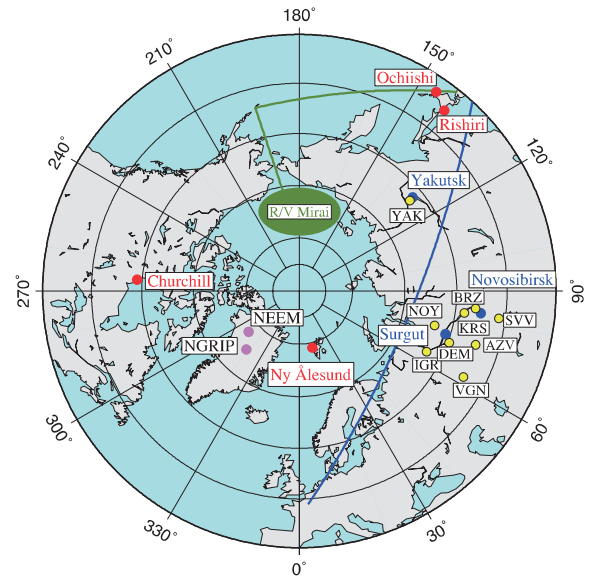 180°
210°
150°
Ochiishi
Rishiri
240°
120°
Yakutsk
YAK
R/V Mirai
270°
Churchill
Novosibirsk
90°
BRZ
NEEM
NOY
KRS
SVV
NGRIP
Surgut
DEM
AZV
IGR
Ny Ålesund
VGN
300°
60°
330°
30°
0°